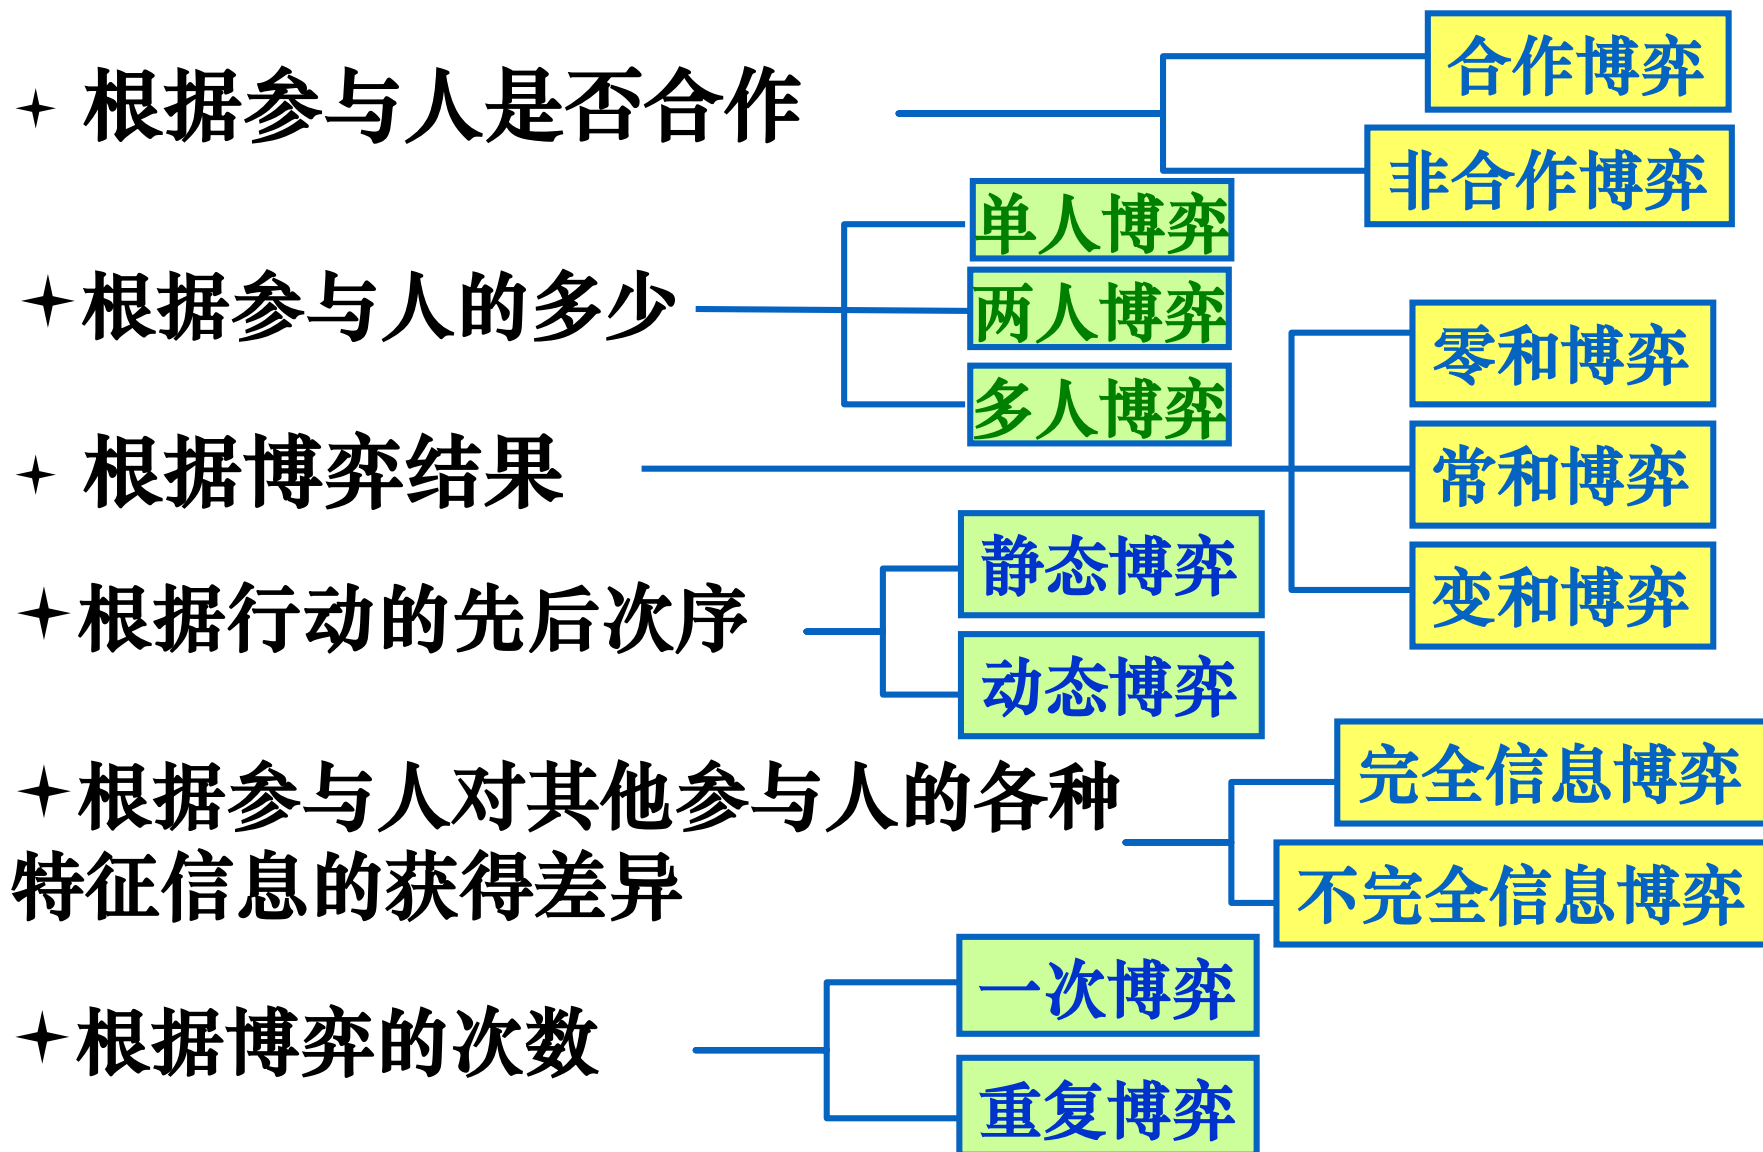 根据参与人是否合作
合作博弈
非合作博弈
根据参与人的多少
单人博弈
两人博弈
多人博弈
根据博弈结果
零和博弈
常和博弈
变和博弈
根据行动的先后次序
静态博弈
动态博弈
根据参与人对其他参与人的各种
特征信息的获得差异
完全信息博弈
不完全信息博弈
根据博弈的次数
一次博弈
重复博弈